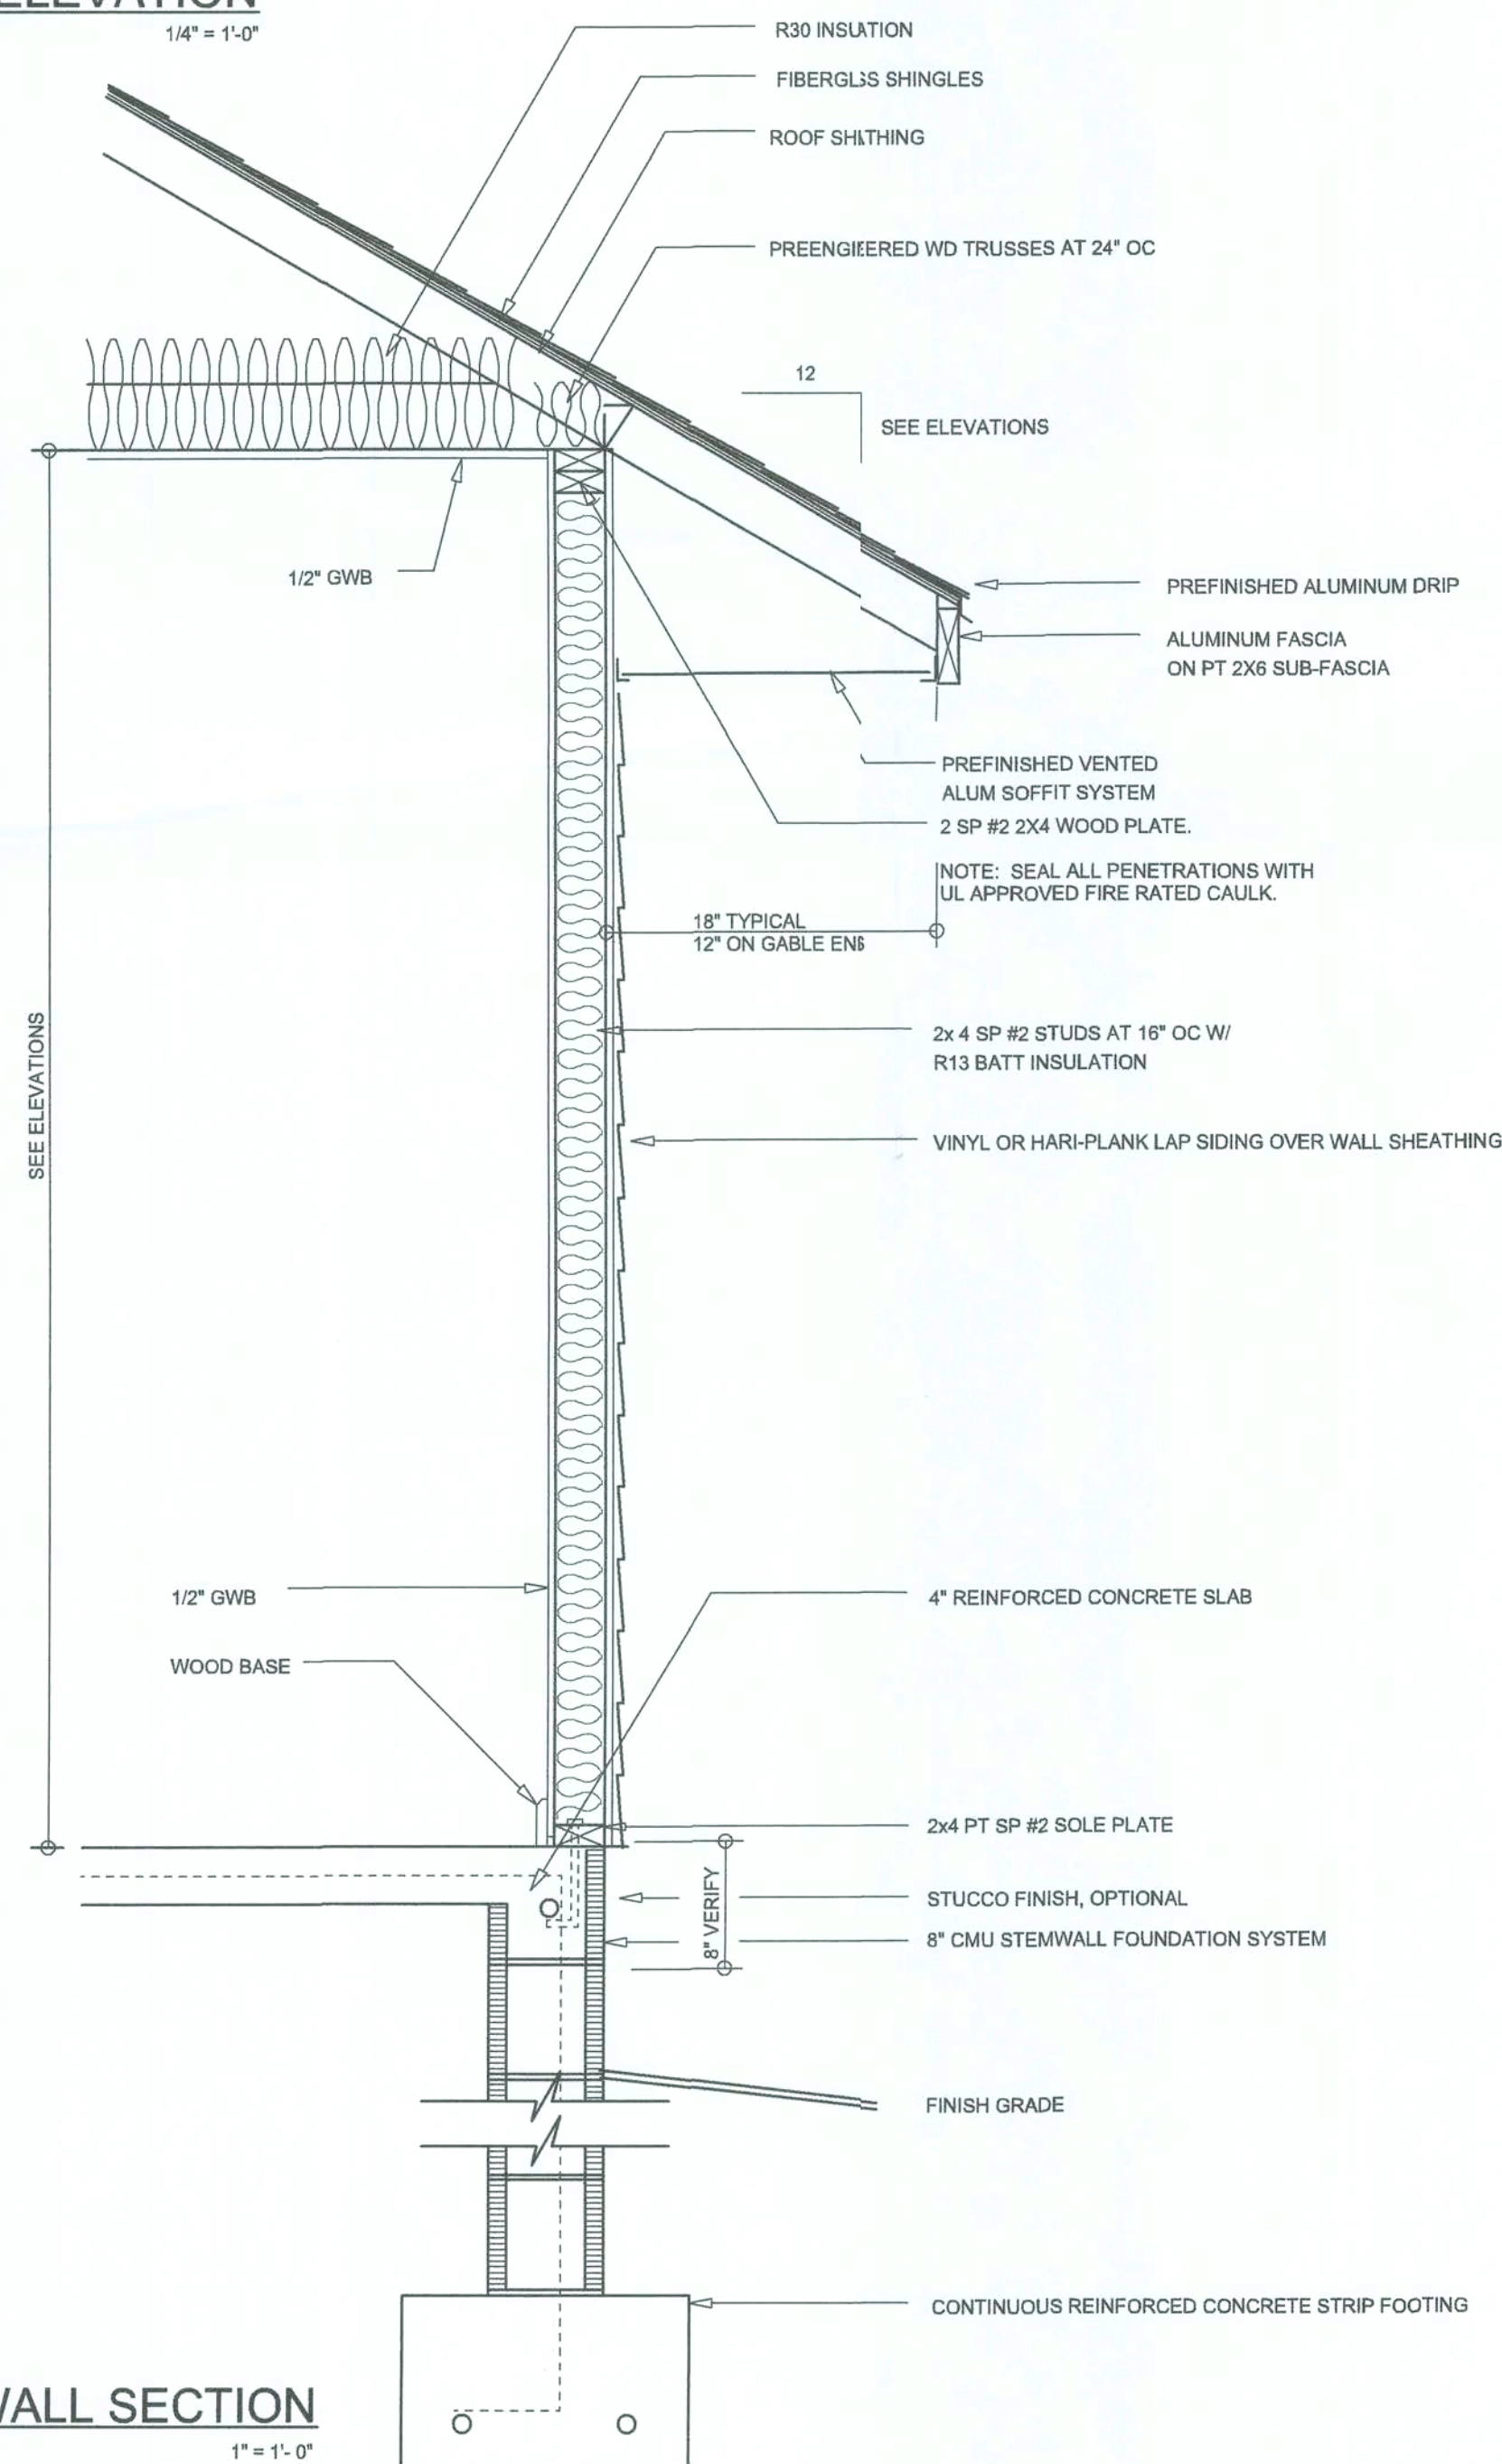 ELEVATION
1/4" = 1'-0"
R30 INSUATION
FIBERGLSS SHINGLES
ROOF SHATHING
PREENGIEERED WD TRUSSES AT 24" OC
12
SEE ELEVATIONS
1/2" GWB
PREFINISHED ALUMINUM DRIP
ALUMINUM FASCIA
ON PT 2X6 SUB-FASCIA
PREFINISHED VENTED
ALUM SOFFIT SYSTEM
2 SP #2 2X4 WOOD PLATE.
NOTE: SEAL ALL PENETRATIONS WITH
UL APPROVED FIRE RATED CAULK.
18" TYPICAL
12" ON GABLE ENS
SEE ELEVATIONS
2x 4 SP #2 STUDS AT 16" OC W/
R13 BATT INSULATION
VINYL OR HARI-PLANK LAP SIDING OVER WALL SHEATHING
1/2" GWB
4" REINFORCED CONCRETE SLAB
WOOD BASE
2x4 PT SP #2 SOLE PLATE
8" VERIFY
STUCCO FINISH, OPTIONAL
8" CMU STEMWALL FOUNDATION SYSTEM
FINISH GRADE
CONTINUOUS REINFORCED CONCRETE STRIP FOOTING
WALL SECTION
1" = 1'- 0"